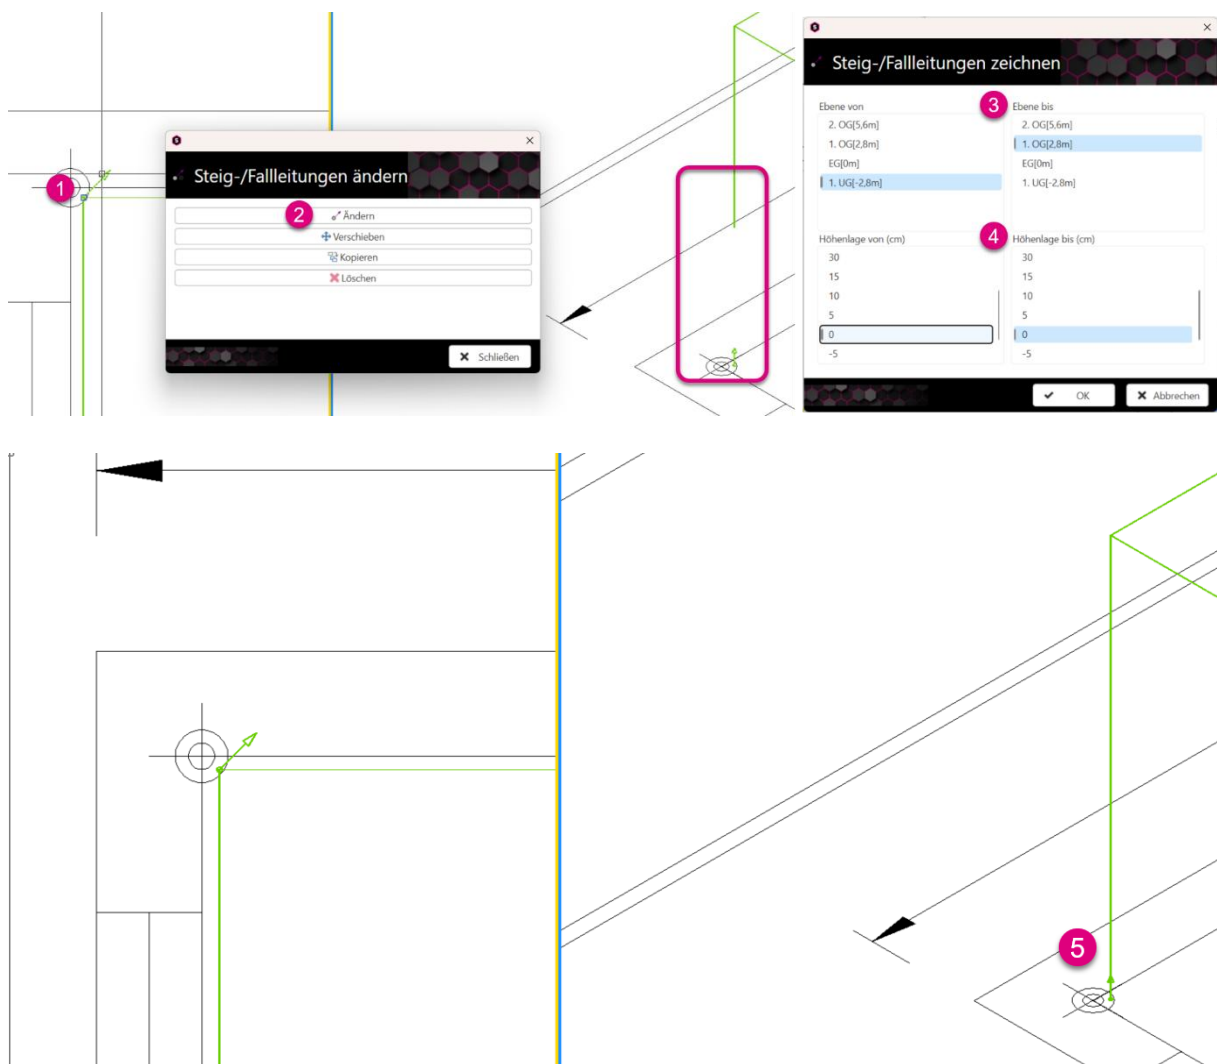 Steig-/Fallleitungen zeichnen
Ebene von
3
Ebene bis
2. OG[5,6m]
2. OG[5,6m]
1. OG[2,8m]
1. OG[2,8m]
EG[0m]
EG[0m]
1. UG[-2,8m]
1. UG[-2,8m]
Höhenlage von (cm)
4
Höhenlage bis (cm)
30
30
15
15
10
10
5
5
0
0
-5
-5
OK
Abbrechen
1
Steig-/Fallleitungen ändern
2
Ändern
Verschieben
Kopieren
Löschen
Schließen
5